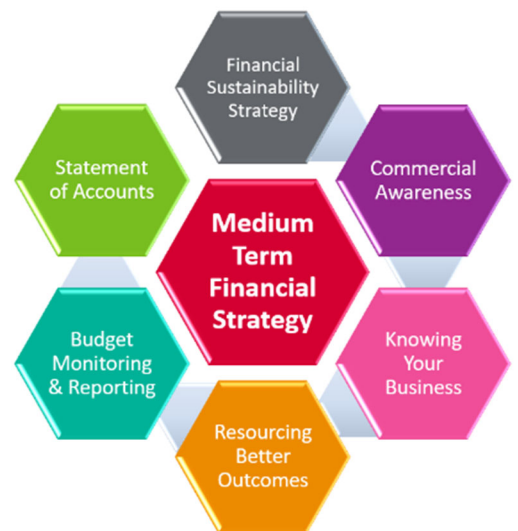 Financial
Sustainability
Strategy
Commercial
Awareness
Knowing
Your
Business
Resourcing
Better
Outcomes
Budget
Monitoring
& Reporting
Statement
of Accounts
Medium
Term
Financial
Strategy